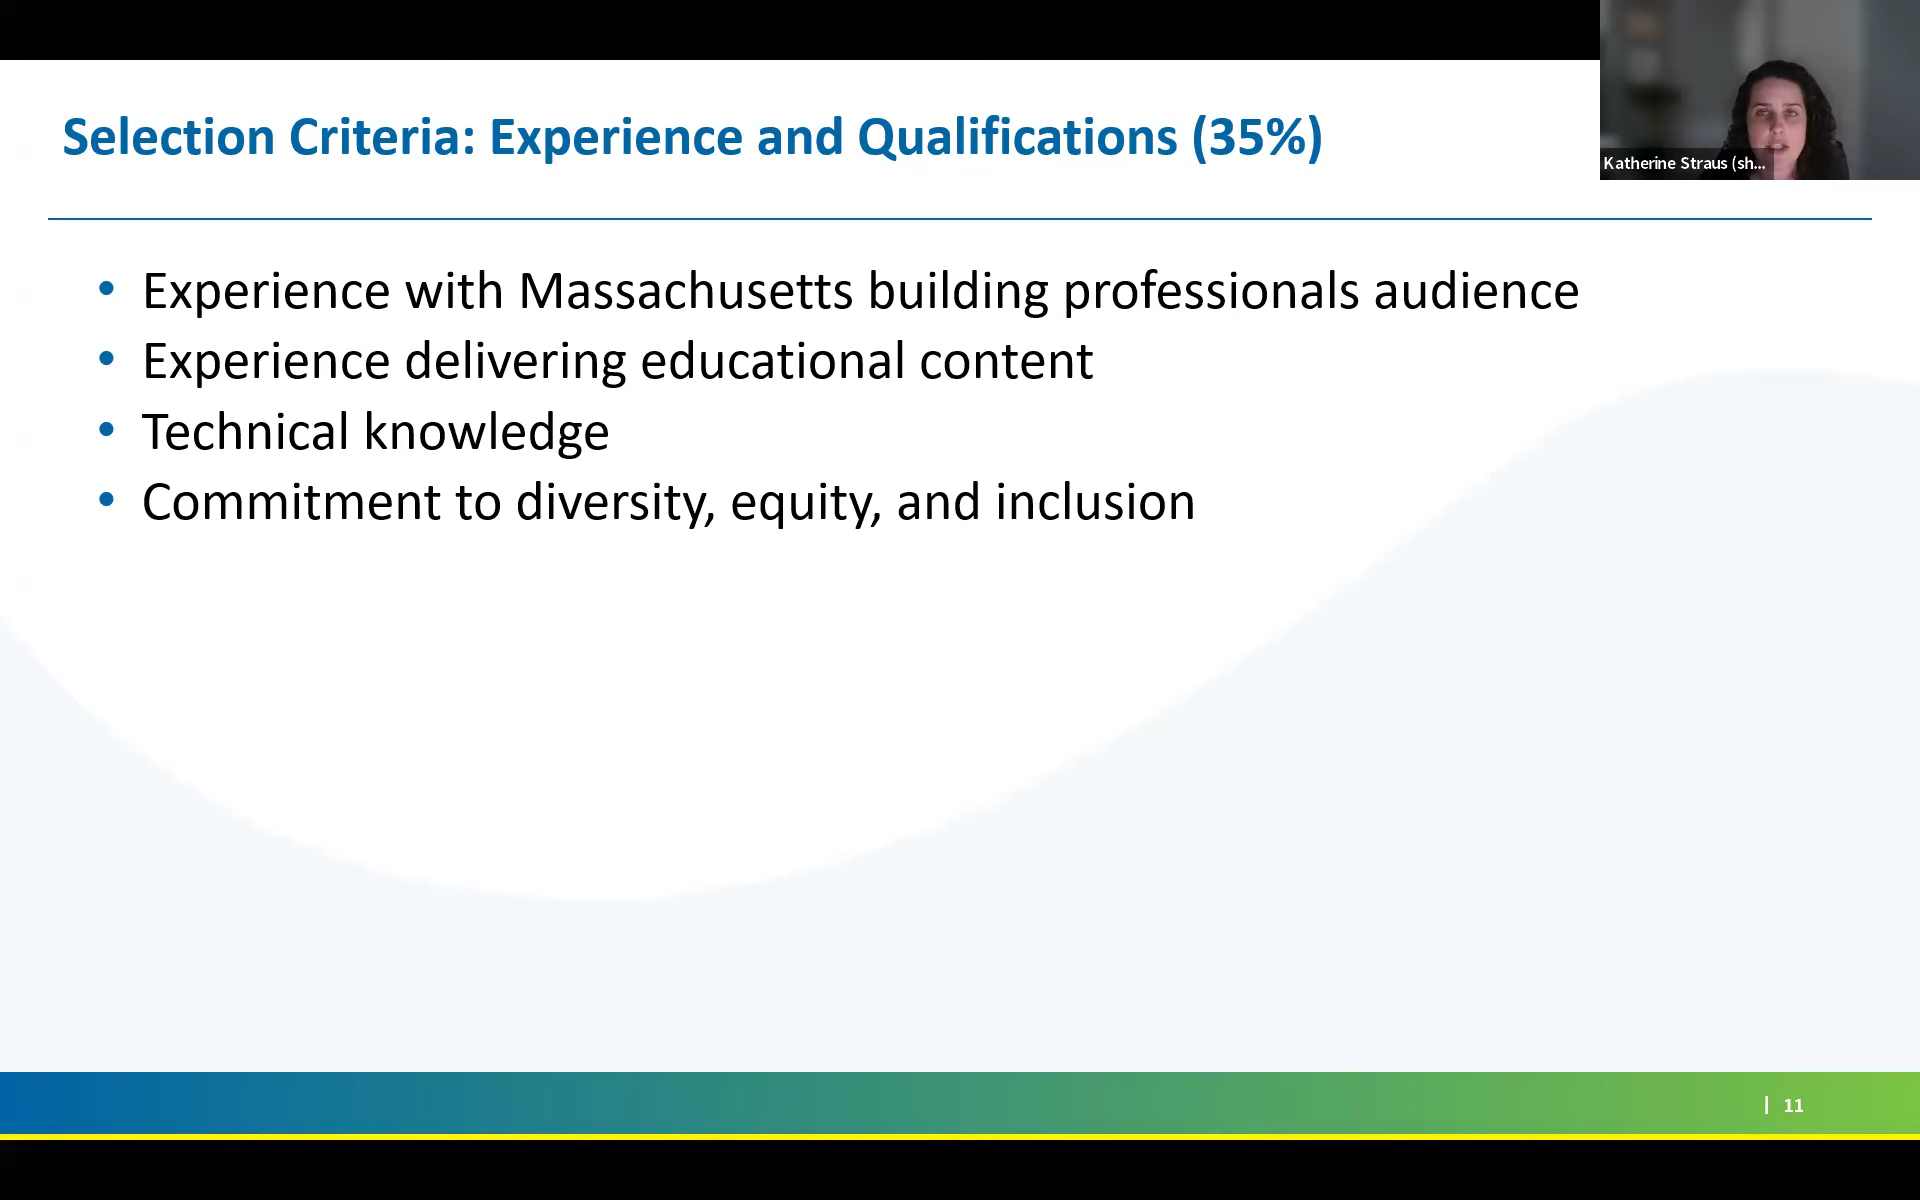 Selection Criteria: Experience and Qualifications (35%)
Katherine Straus (sh...
• Experience with Massachusetts building professionals audience
• Experience delivering educational content
• Technical knowledge
• Commitment to diversity, equity, and inclusion
| 11